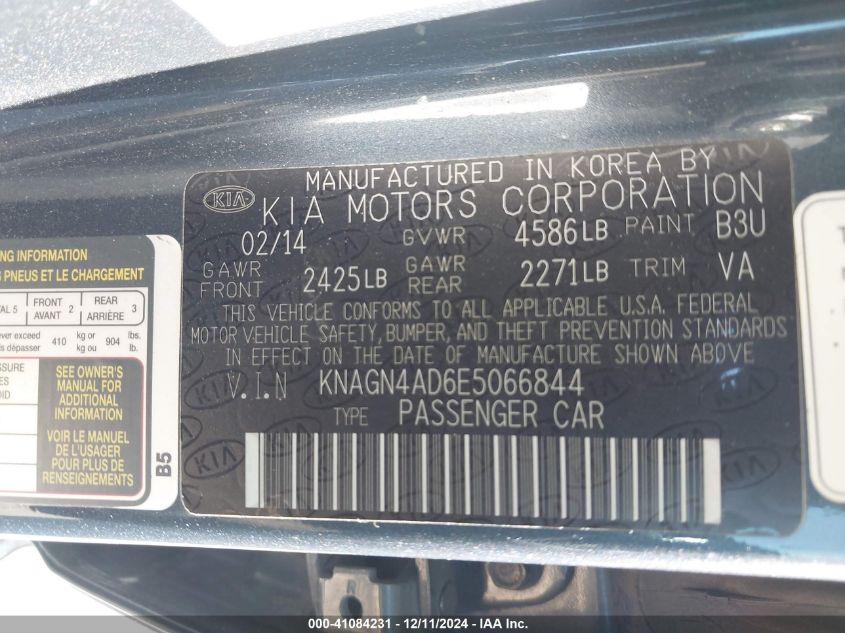 MANUFACTURED IN KOREA BY
KIA KIA MOTORS CORPORATION
02/14 GVWR 4586LB PAINT B3U
GAWR FRONT 2425LB GAWR REAR 2271LB TRIM VA
THIS VEHICLE CONFORMS TO ALL APPLICABLE U.S.A. FEDERAL
MOTOR VEHICLE SAFETY, BUMPER, AND THEFT PREVENTION STANDARDS
IN EFFECT ON THE DATE OF MANUFACTURE SHOWN ABOVE
V.I.N KNAGN4AD6E5066844
TYPE PASSENGER CAR
INFORMATION
PNEUS ET LE CHARGEMENT
5 FRONT AVANT 2 REAR ARRIÈRE 3
exceed 410 kg or kg ou 904 lbs. lb.
dépasser
SEE OWNER'S
MANUAL FOR
ADDITIONAL
INFORMATION
VOIR LE MANUEL
DE L'USAGER
POUR PLUS DE
RENSEIGNEMENTS
B5
000-41084231 - 12/11/2024 - IAA, Inc.